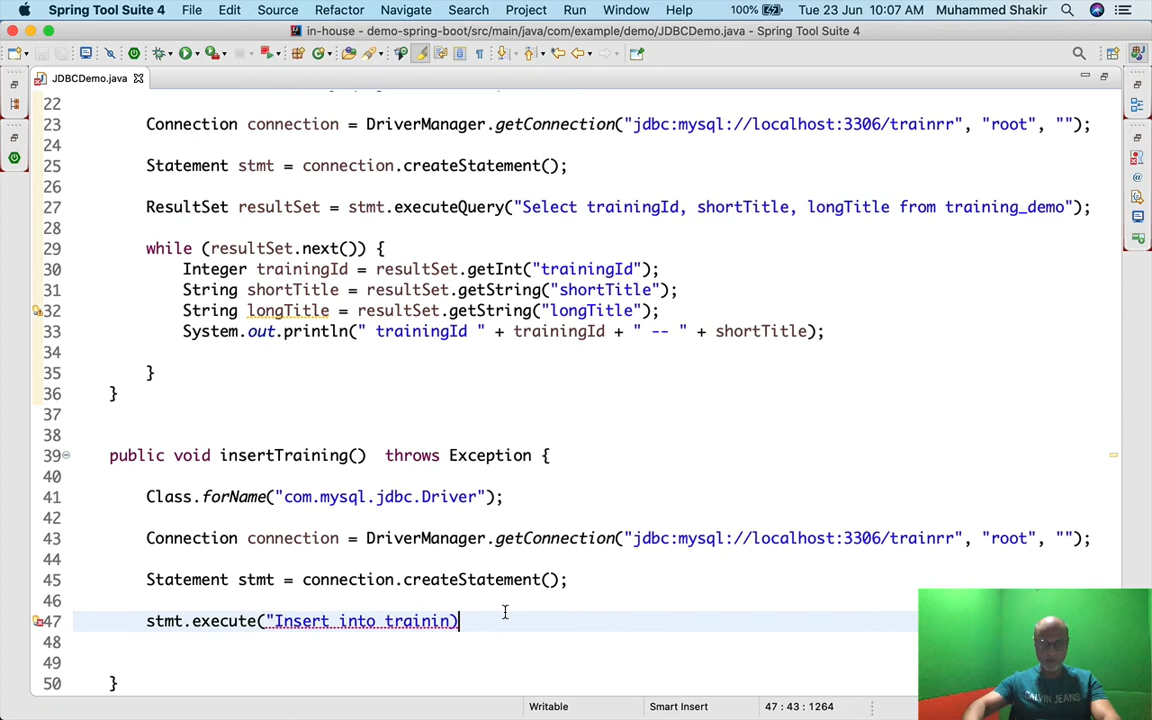 Spring Tool Suite 4 File Edit Source Refactor Navigate Search Project Run Window Help 100% Tue 23 Jun 10:07 AM Muhammed Shakir
in-house - demo-spring-boot/src/main/java/com/example/demo/JDBCDemo.java - Spring Tool Suite 4
JDBCDemo.java
22
23 Connection connection = DriverManager.getConnection("jdbc:mysql://localhost:3306/trainrr", "root", "");
24
25 Statement stmt = connection.createStatement();
26
27 ResultSet resultSet = stmt.executeQuery("Select trainingId, shortTitle, longTitle from training_demo");
28
29 while (resultSet.next()) {
30 Integer trainingId = resultSet.getInt("trainingId");
31 String shortTitle = resultSet.getString("shortTitle");
32 String longTitle = resultSet.getString("longTitle");
33 System.out.println(" trainingId " + trainingId + " -- " + shortTitle);
34
35 }
36 }
37
38
39 public void insertTraining() throws Exception {
40
41 Class.forName("com.mysql.jdbc.Driver");
42
43 Connection connection = DriverManager.getConnection("jdbc:mysql://localhost:3306/trainrr", "root", "");
44
45 Statement stmt = connection.createStatement();
46
47 stmt.execute("Insert into trainin)
48
49
50 }
Writable Smart Insert 47 : 43 : 1264
CALVIN JEANS